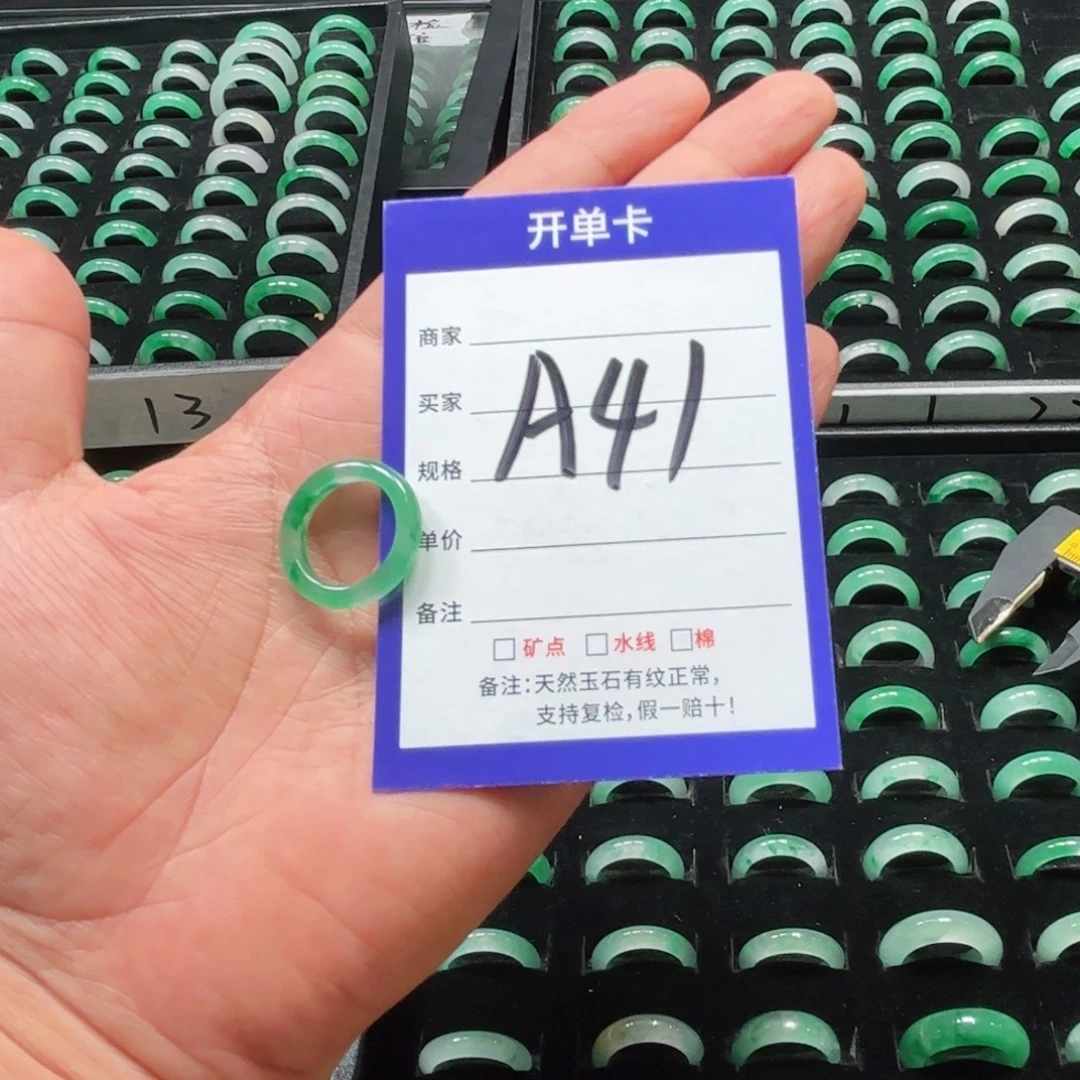 开单卡
商家
买家
A41
规格
单价
备注
□ 矿点 □ 水线 □ 棉
备注:天然玉石有纹正常,
支持复检,假一赔十!
13